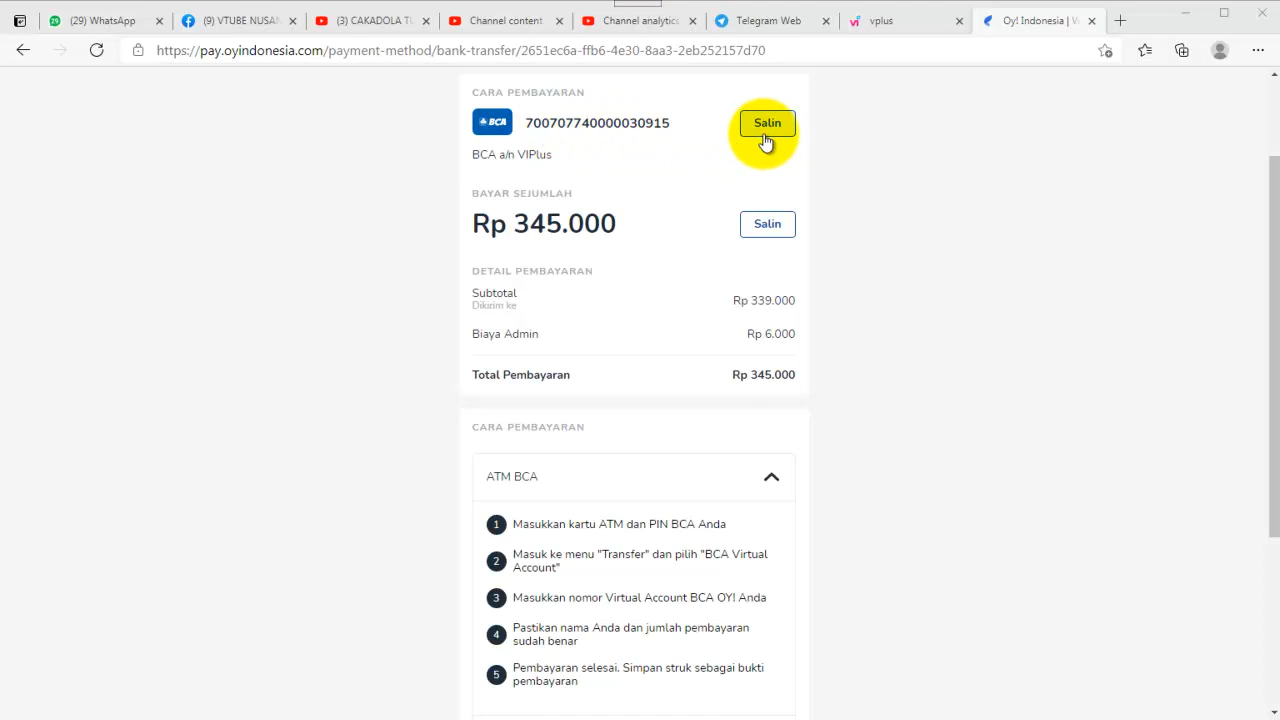 (29) WhatsApp
(9) VTUBE NUSAN
(3) CAKADOLA TU
Channel content
Channel analytics
Telegram Web
vplus
Oy! Indonesia | W
https://pay.oyindonesia.com/payment-method/bank-transfer/2651ec6a-ffb6-4e30-8aa3-2eb252157d70
CARA PEMBAYARAN
BCA 700707740000030915 Salin
BCA a/n VIPlus
BAYAR SEJUMLAH
Rp 345.000 Salin
DETAIL PEMBAYARAN
Subtotal Rp 339.000
Dikirim ke
Biaya Admin Rp 6.000
Total Pembayaran Rp 345.000
CARA PEMBAYARAN
ATM BCA
1 Masukkan kartu ATM dan PIN BCA Anda
2 Masuk ke menu "Transfer" dan pilih "BCA Virtual
Account"
3 Masukkan nomor Virtual Account BCA OY! Anda
4 Pastikan nama Anda dan jumlah pembayaran
sudah benar
5 Pembayaran selesai. Simpan struk sebagai bukti
pembayaran